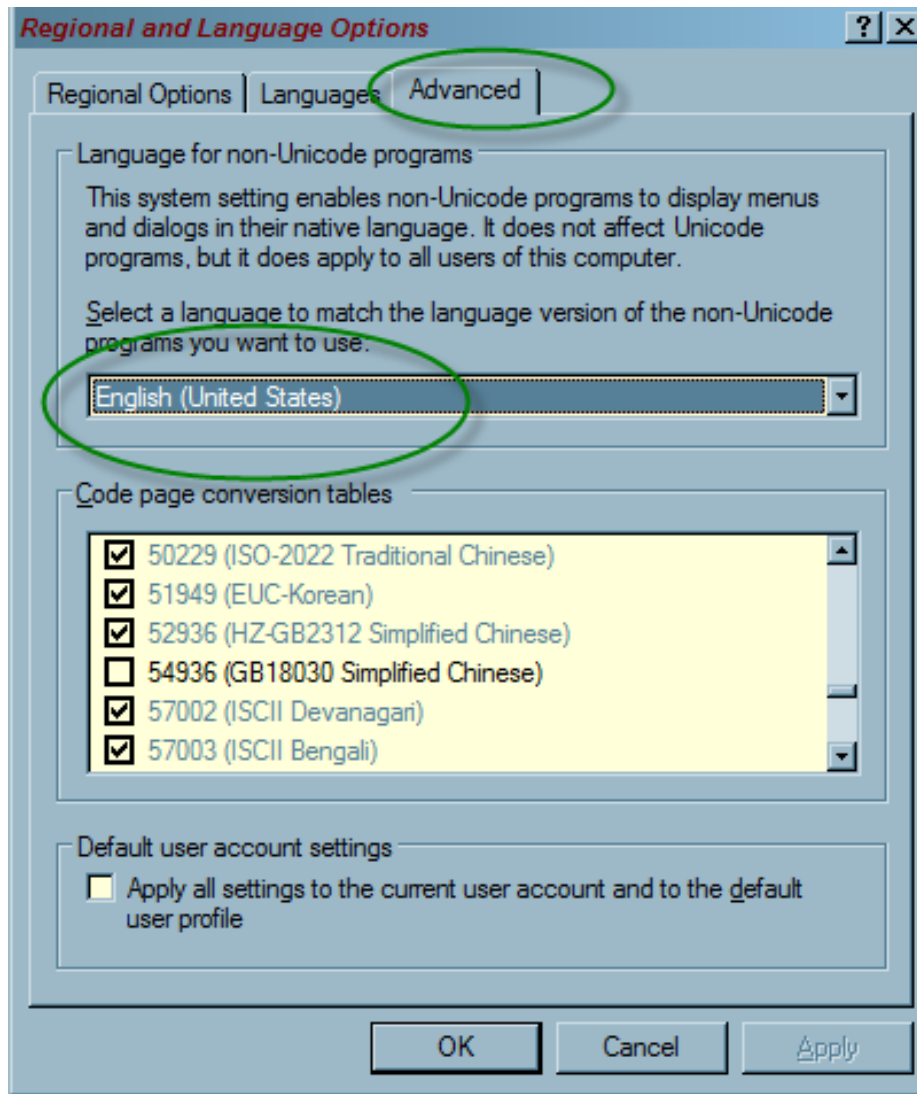 Regional and Language Options
Regional Options
Languages
Advanced
Language for non-Unicode programs
This system setting enables non-Unicode programs to display menus
and dialogs in their native language. It does not affect Unicode
programs, but it does apply to all users of this computer.
Select a language to match the language version of the non-Unicode
programs you want to use:
English (United States)
Code page conversion tables
50229 (ISO-2022 Traditional Chinese)
51949 (EUC-Korean)
52936 (HZ-GB2312 Simplified Chinese)
54936 (GB18030 Simplified Chinese)
57002 (ISCII Devanagari)
57003 (ISCII Bengali)
Default user account settings
Apply all settings to the current user account and to the default
user profile
OK
Cancel
Apply